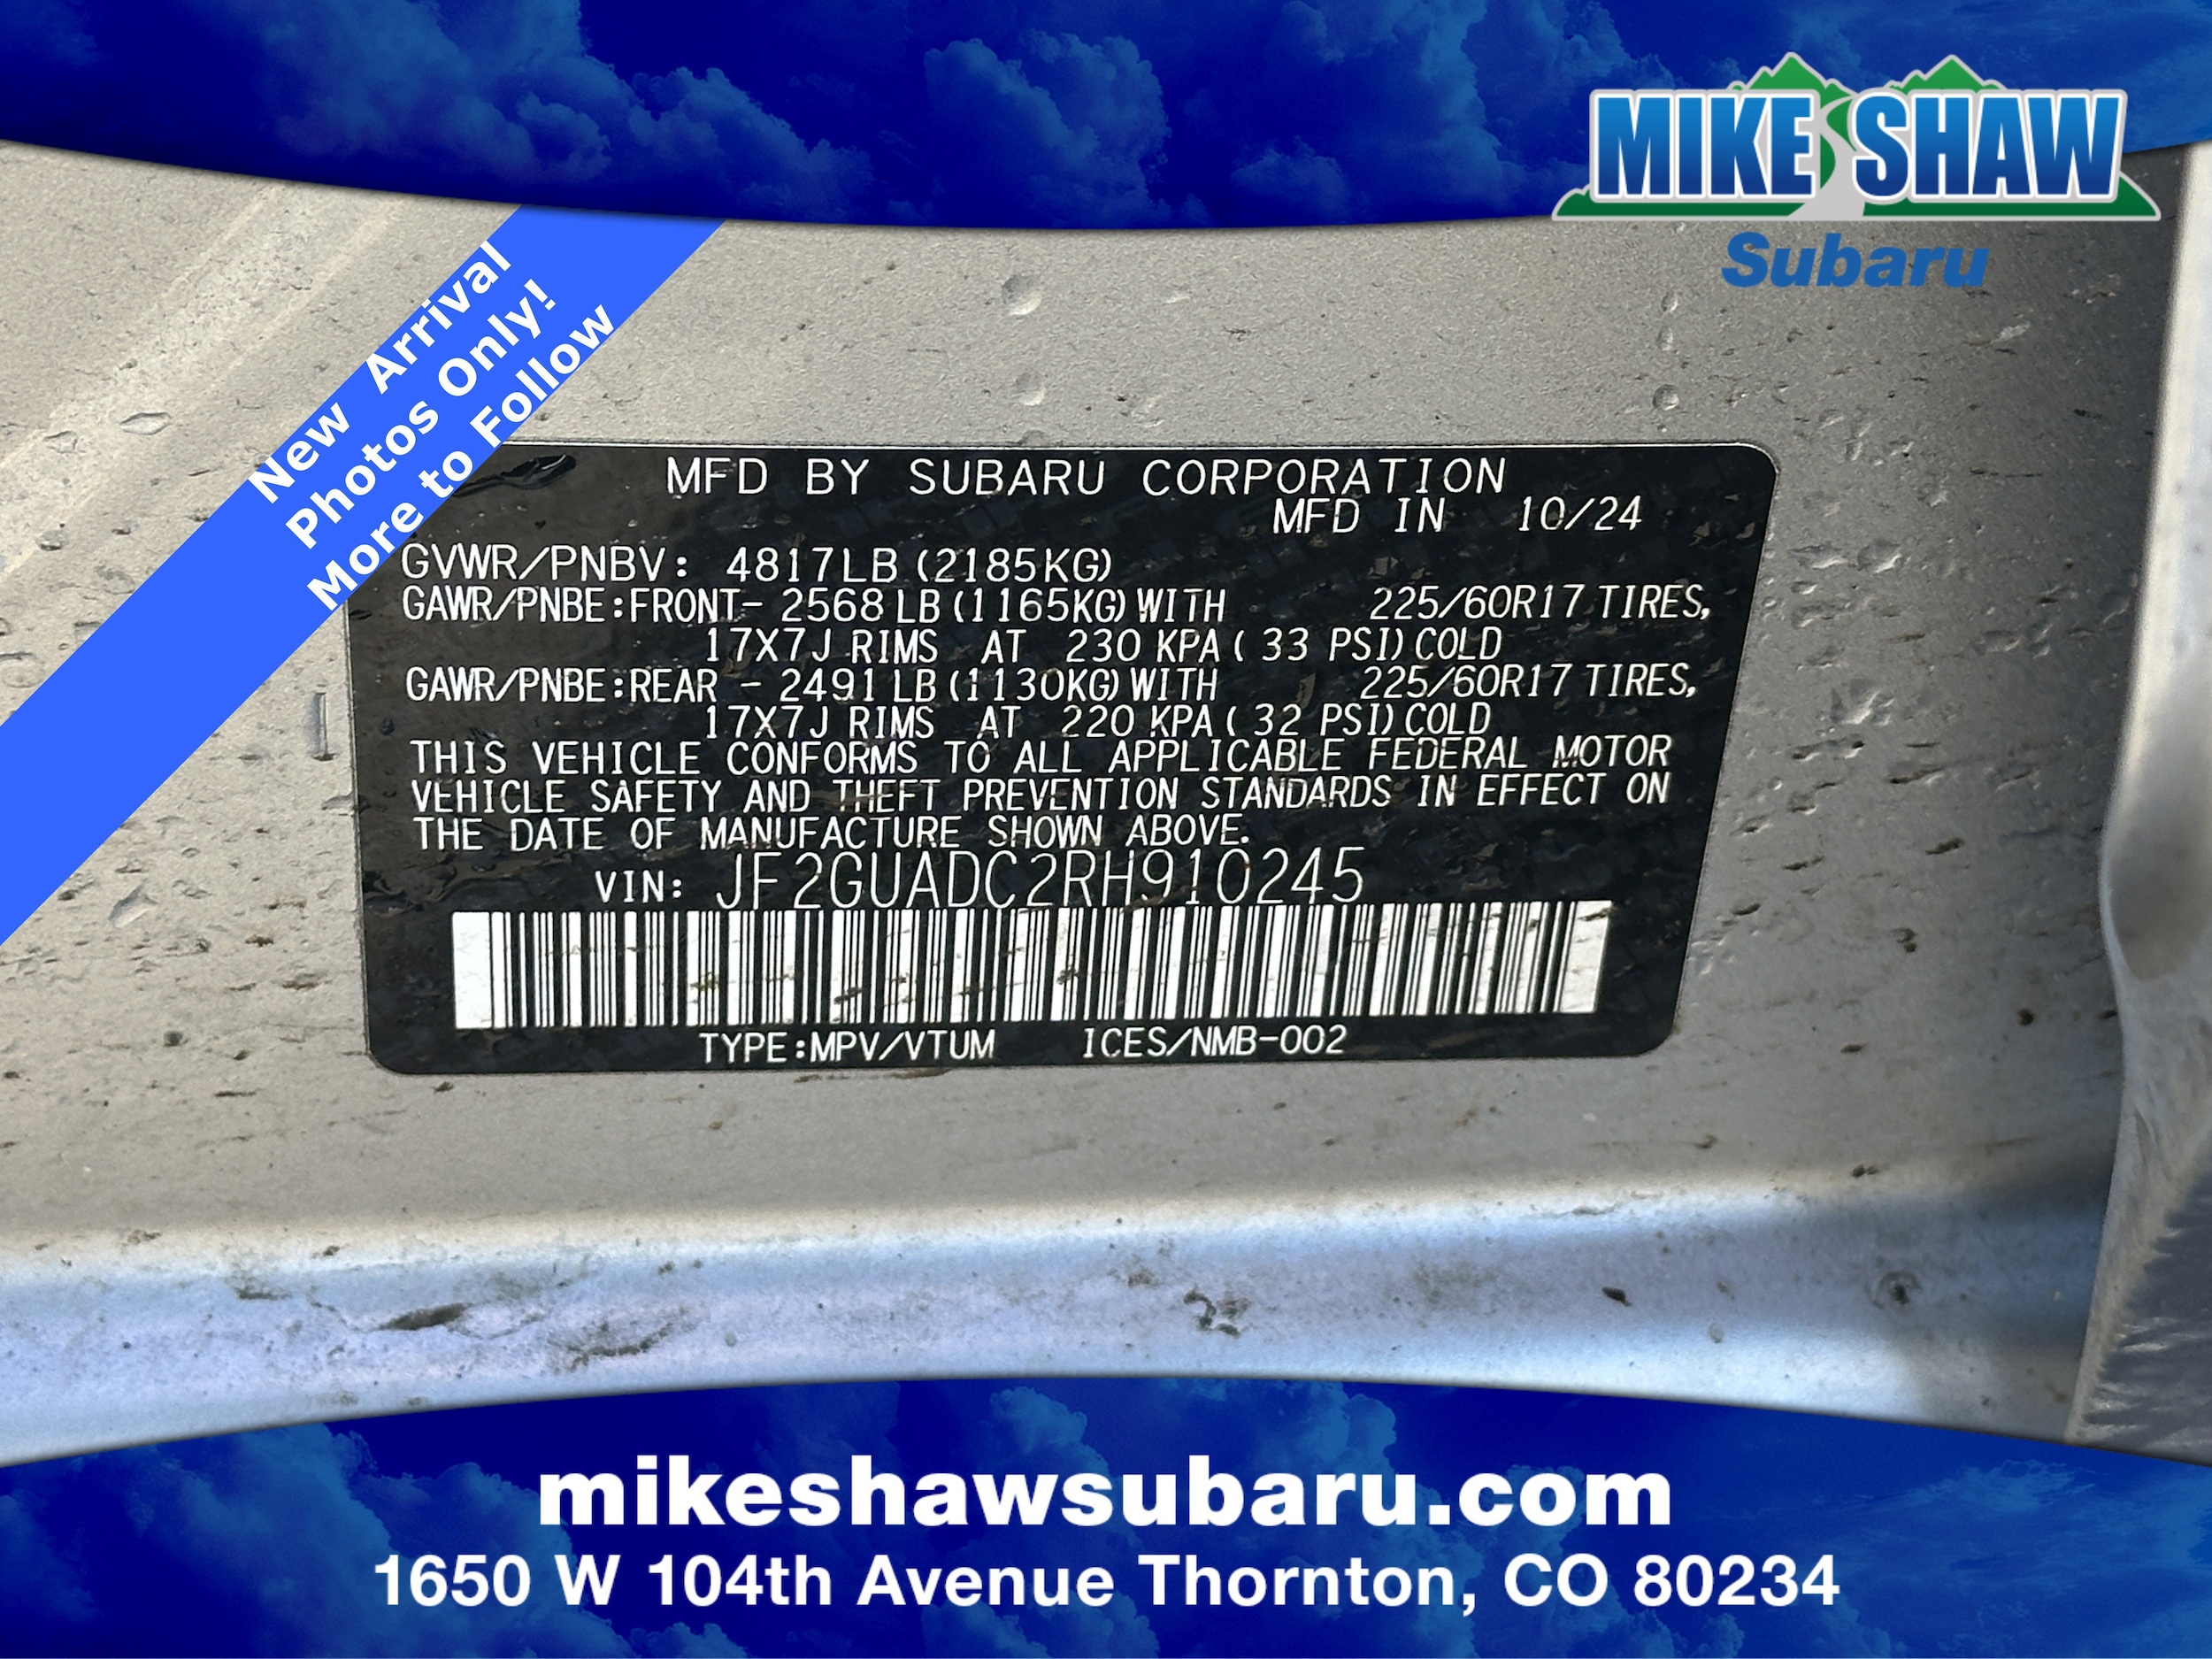 MIKE SHAW
Subaru
New Arrival
Photos Only!
More to Follow
MFD BY SUBARU CORPORATION
MFD IN 10/24
GVWR/PNBV: 4817LB (2185KG)
GAWR/PNBE:FRONT- 2568 LB (1165KG) WITH 225/60R17 TIRES,
17X7J RIMS AT 230 KPA ( 33 PSI) COLD
GAWR/PNBE:REAR - 2491 LB (1130KG) WITH 225/60R17 TIRES,
17X7J RIMS AT 220 KPA ( 32 PSI) COLD
THIS VEHICLE CONFORMS TO ALL APPLICABLE FEDERAL MOTOR
VEHICLE SAFETY AND THEFT PREVENTION STANDARDS IN EFFECT ON
THE DATE OF MANUFACTURE SHOWN ABOVE.
VIN: JF2GUADC2RH910245
TYPE:MPV/VTUM ICES/NMB-002
mikeshawsubaru.com
1650 W 104th Avenue Thornton, CO 80234